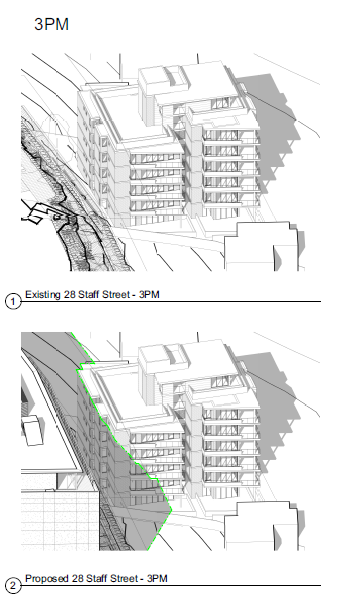 3PM
1 Existing 28 Staff Street - 3PM
2 Proposed 28 Staff Street - 3PM